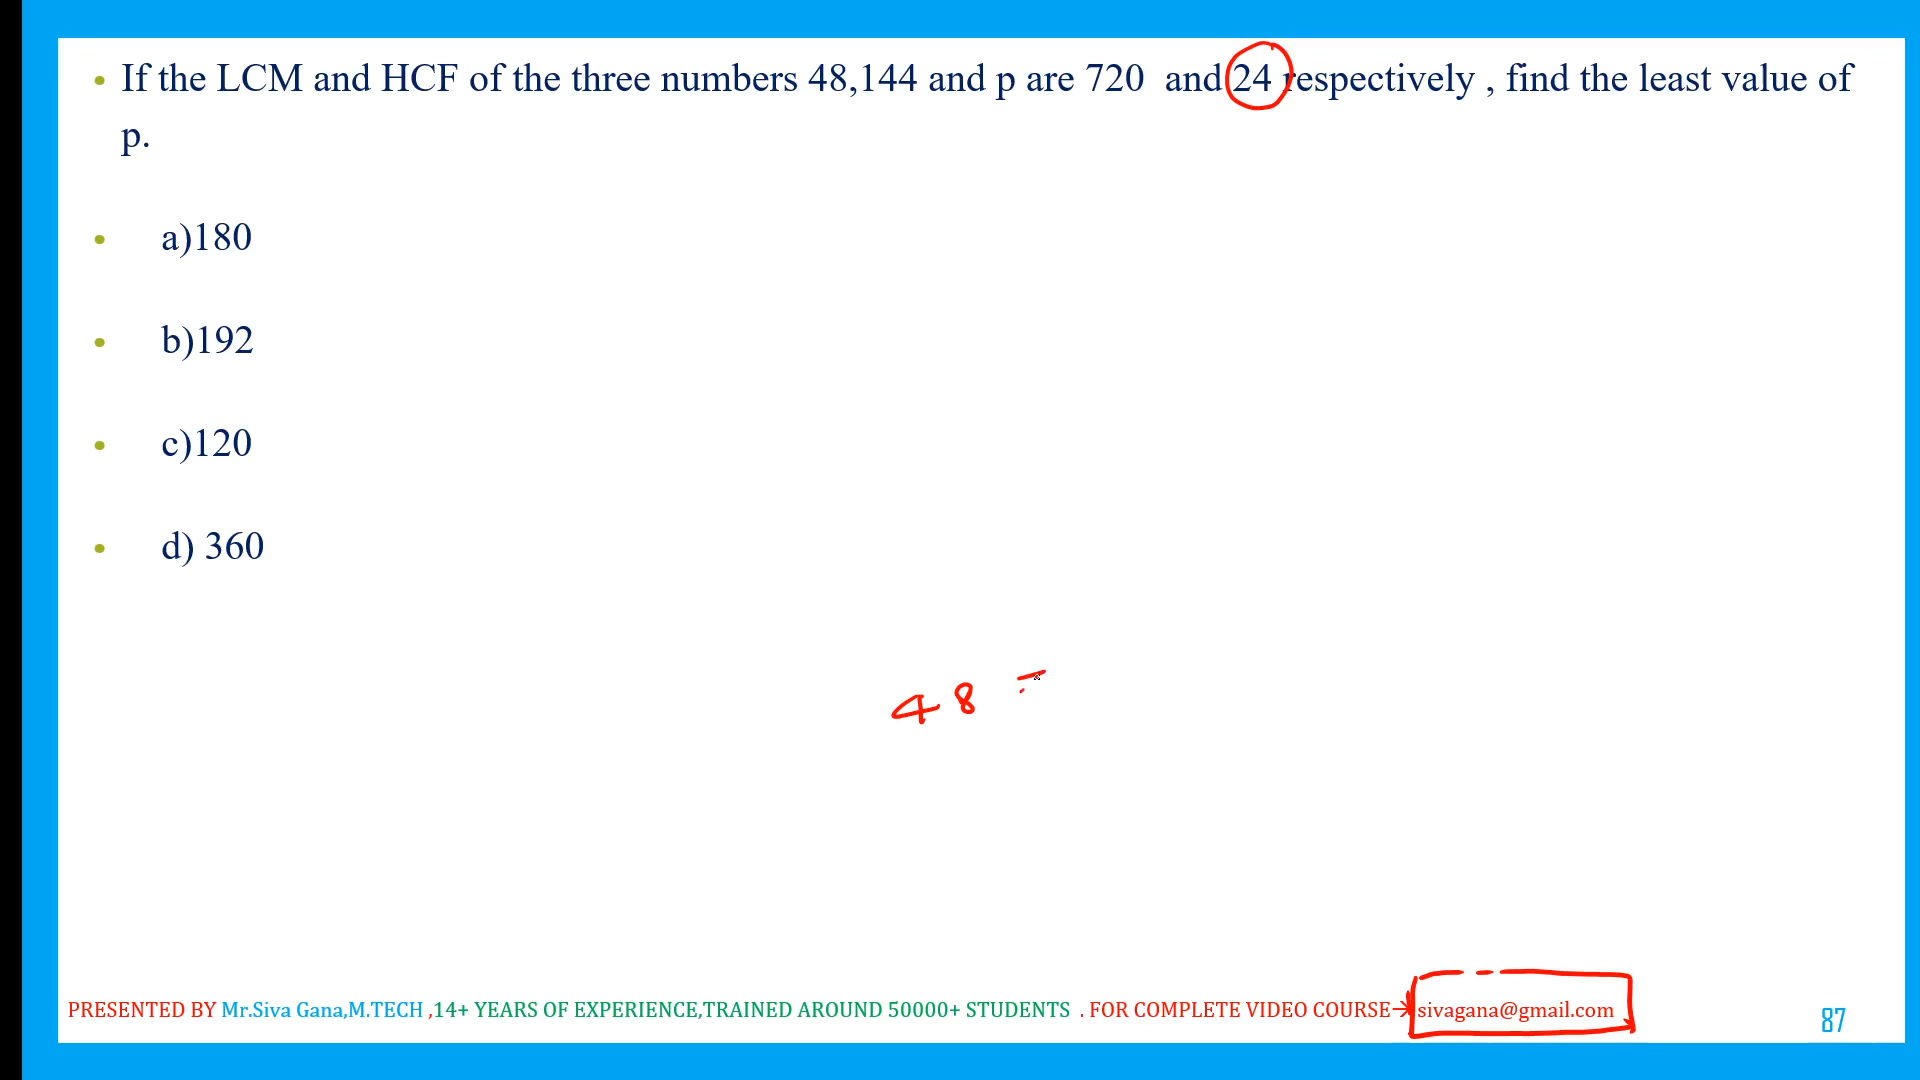 • If the LCM and HCF of the three numbers 48,144 and p are 720 and 24 respectively , find the least value of
p.
• a)180
• b)192
• c)120
• d) 360
48 =
PRESENTED BY Mr.Siva Gana,M.TECH ,14+ YEARS OF EXPERIENCE,TRAINED AROUND 50000+ STUDENTS . FOR COMPLETE VIDEO COURSE→ sivagana@gmail.com
87